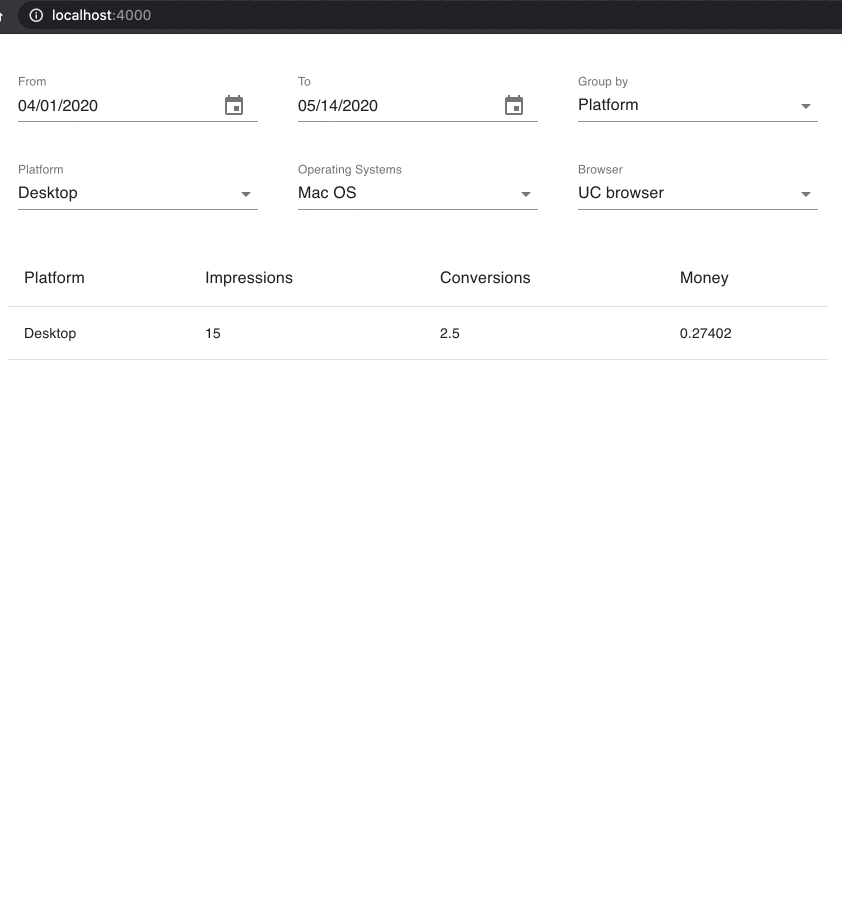 localhost:4000
From To Group by
04/01/2020 05/14/2020 Platform
Platform Operating Systems Browser
Desktop Mac OS UC browser
Platform Impressions Conversions Money
Desktop 15 2.5 0.27402